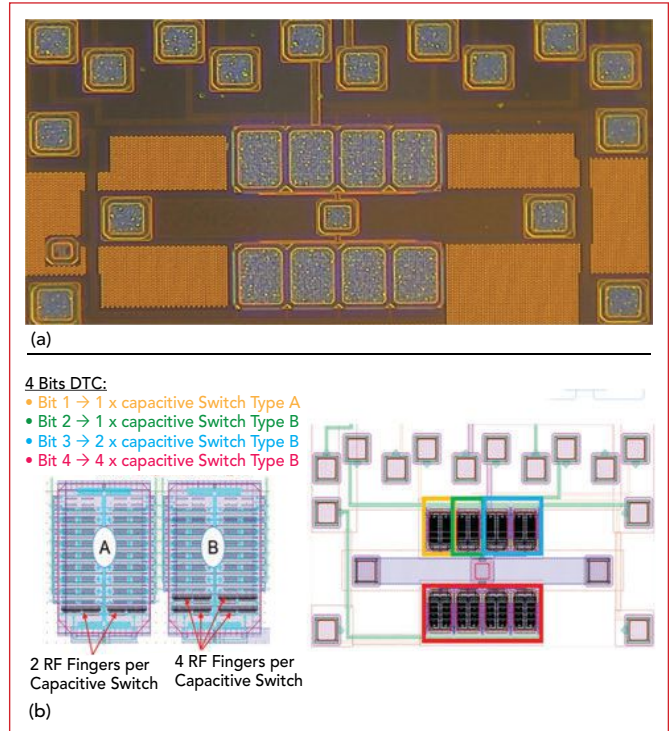 (a)
4 Bits DTC:
• Bit 1 → 1 x capacitive Switch Type A
• Bit 2 → 1 x capacitive Switch Type B
• Bit 3 → 2 x capacitive Switch Type B
• Bit 4 → 4 x capacitive Switch Type B
A
B
2 RF Fingers per
Capacitive Switch
4 RF Fingers per
Capacitive Switch
(b)